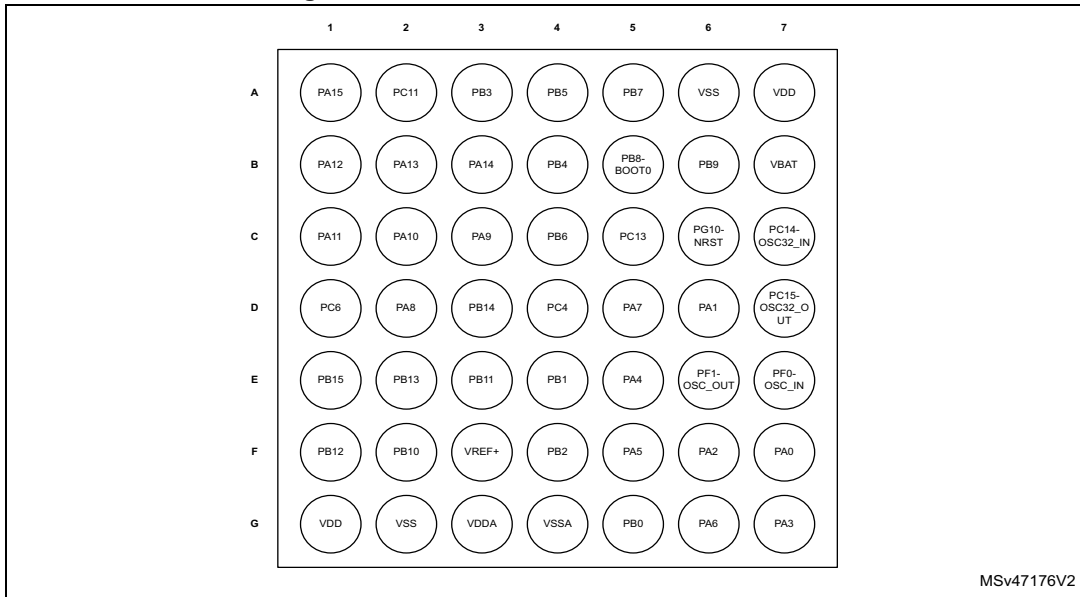 1 2 3 4 5 6 7
A PA15 PC11 PB3 PB5 PB7 VSS VDD
B PA12 PA13 PA14 PB4 PB8-
BOOT0 PB9 VBAT
C PA11 PA10 PA9 PB6 PC13 PG10-
NRST PC14-
OSC32_IN
D PC6 PA8 PB14 PC4 PA7 PA1 PC15-
OSC32_O
UT
E PB15 PB13 PB11 PB1 PA4 PF1-
OSC_OUT PF0-
OSC_IN
F PB12 PB10 VREF+ PB2 PA5 PA2 PA0
G VDD VSS VDDA VSSA PB0 PA6 PA3
MSv47176V2